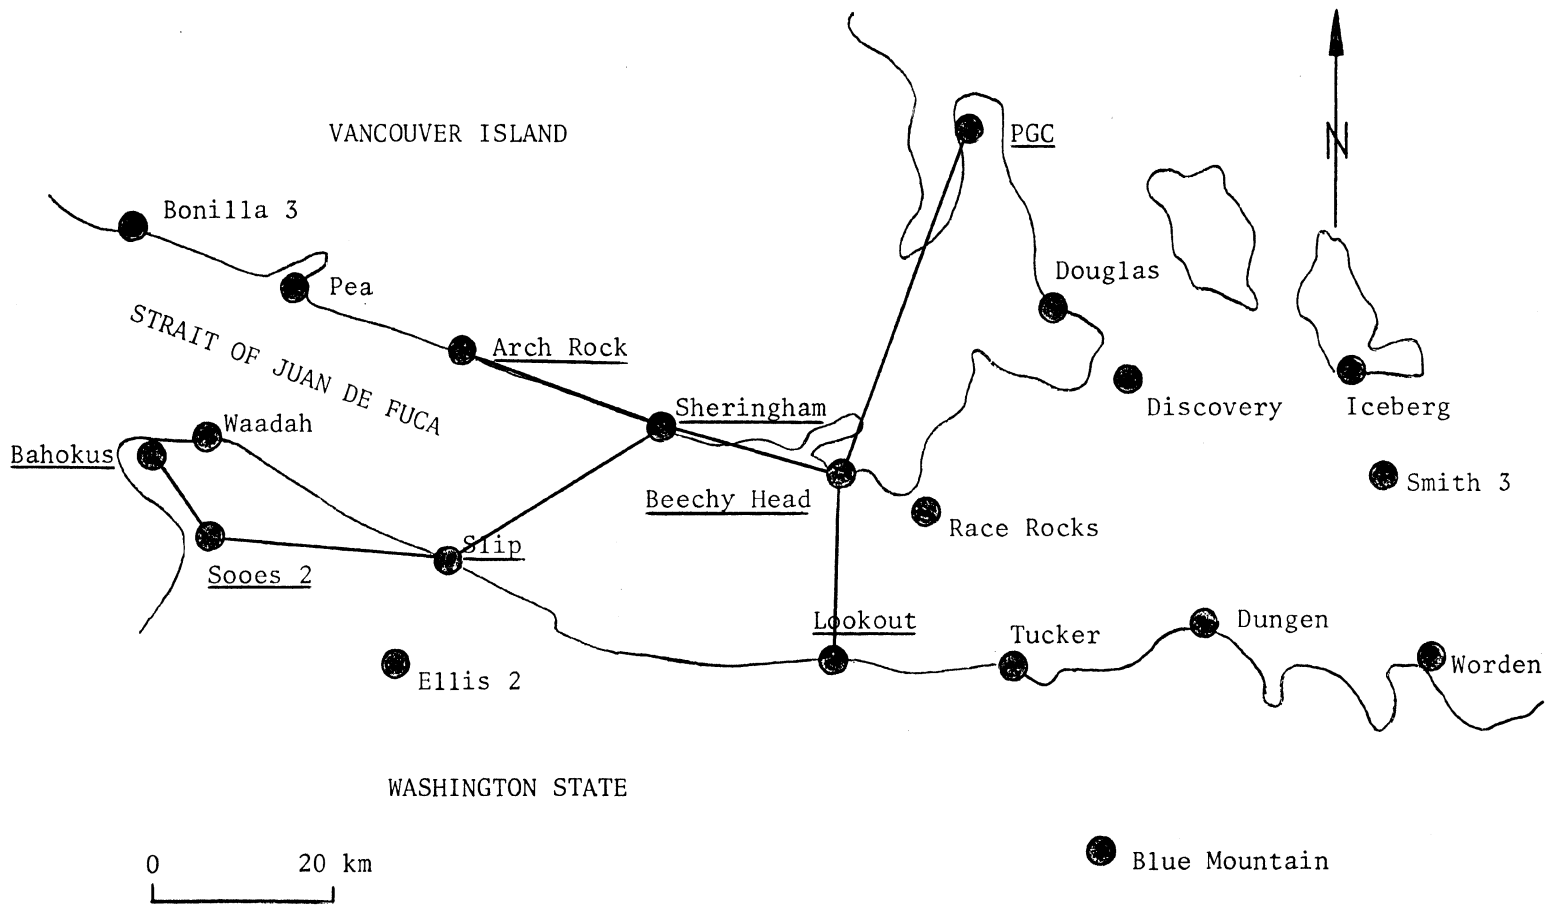 VANCOUVER ISLAND
PGC
N
Bonilla 3
Pea
Douglas
STRAIT OF JUAN DE FUCA
Arch Rock
Sheringham
Discovery
Iceberg
Waadah
Bahokus
Smith 3
Beechy Head
Race Rocks
Slip
Sooes 2
Lookout
Tucker
Dungen
Worden
Ellis 2
WASHINGTON STATE
0 20 km
Blue Mountain